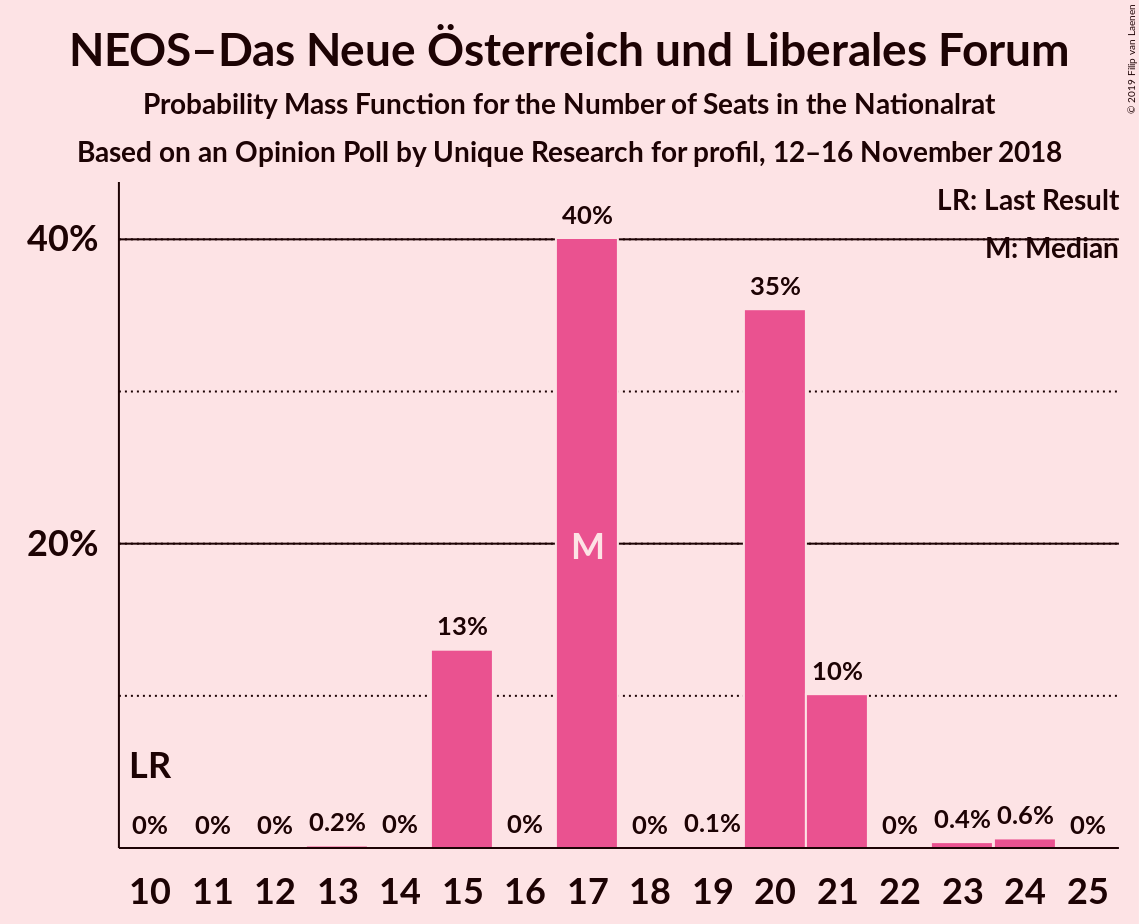 NEOS–Das Neue Österreich und Liberales Forum
Probability Mass Function for the Number of Seats in the Nationalrat
Based on an Opinion Poll by Unique Research for profil, 12–16 November 2018
© 2019 Filip van Laenen
LR: Last Result
M: Median
40%
20%
LR
0%
0%
0%
0.2%
0%
13%
0%
40%
M
0%
0.1%
35%
10%
0%
0.4%
0.6%
0%
10 11 12 13 14 15 16 17 18 19 20 21 22 23 24 25